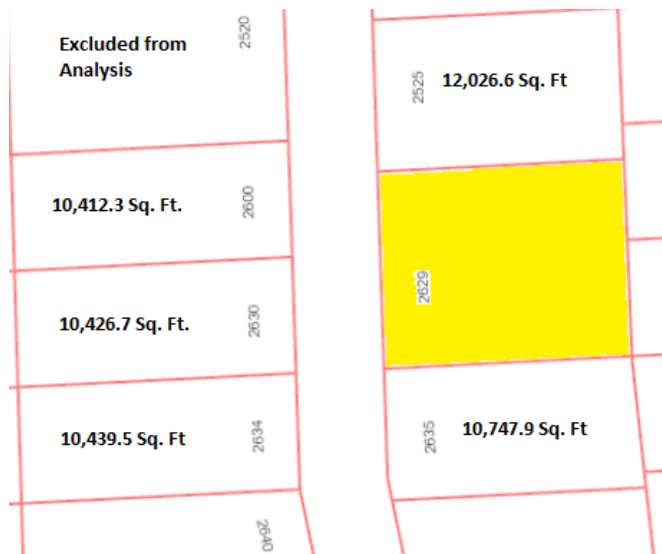 Excluded from
Analysis
2520
2525
12,026.6 Sq. Ft
10,412.3 Sq. Ft.
2600
2629
10,426.7 Sq. Ft.
2630
10,439.5 Sq. Ft
2634
2635
10,747.9 Sq. Ft
2640